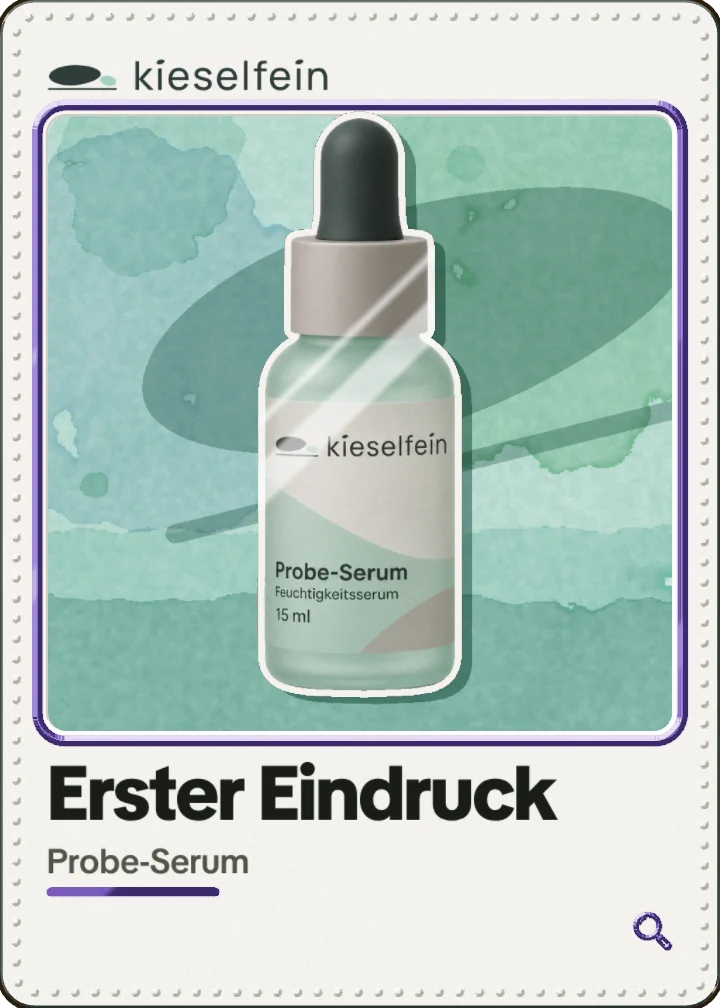 kieselfein
kieselfein
Probe-Serum
Feuchtigkeitsserum
15 ml
Erster Eindruck
Probe-Serum